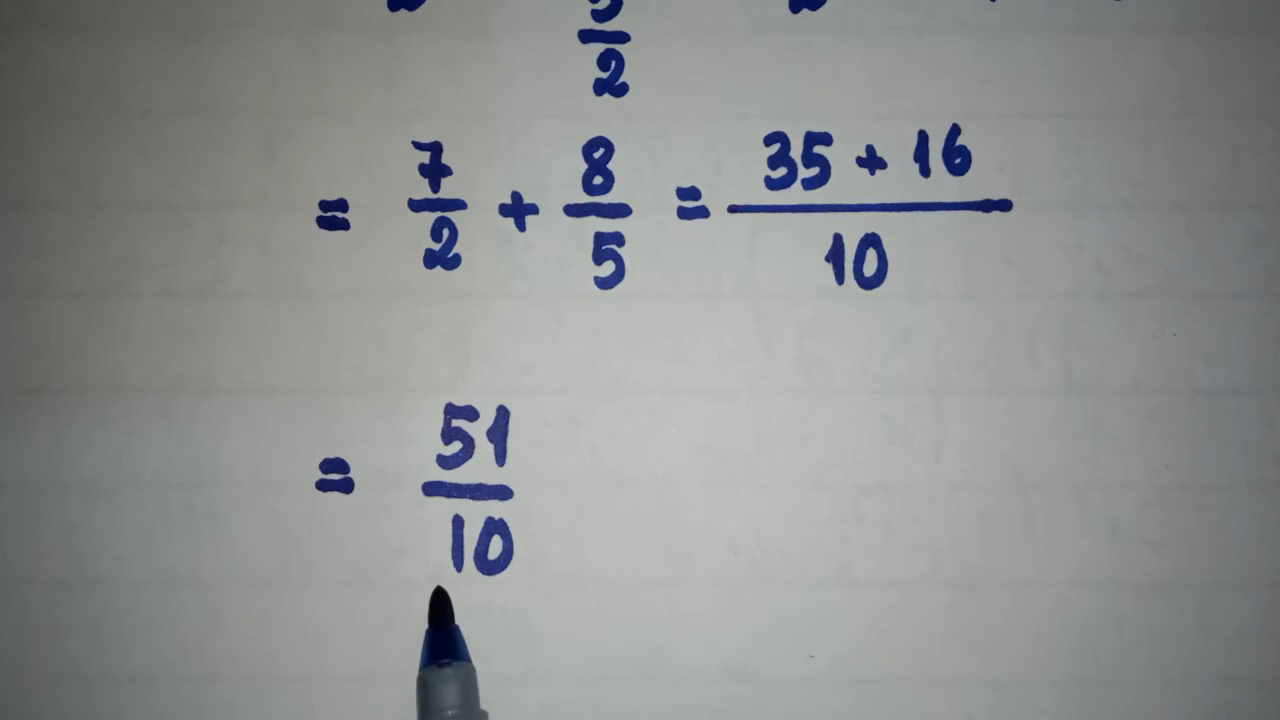 2
= 7/2 + 8/5 = (35 + 16)/10
= 51/10